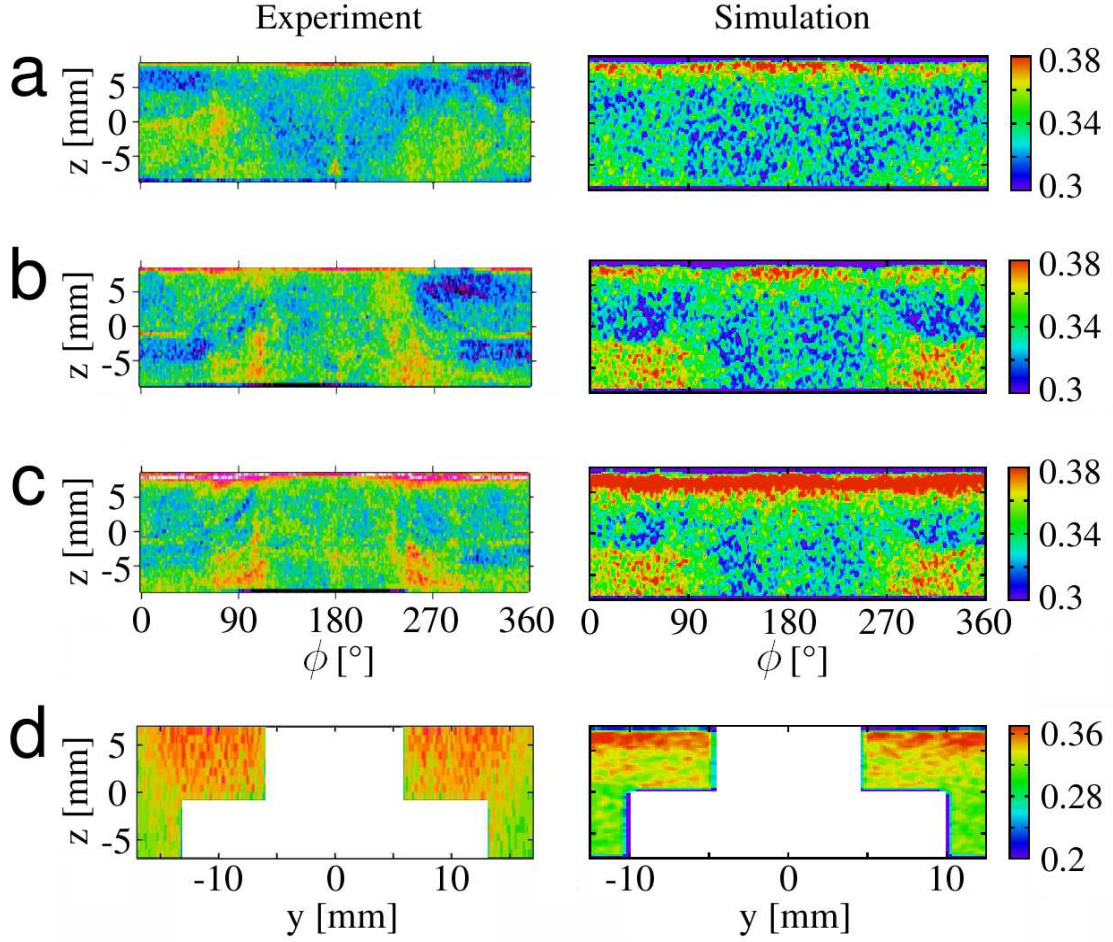 Experiment Simulation
a
z [mm]
5
0
-5
0.38
0.34
0.3
b
z [mm]
5
0
-5
0.38
0.34
0.3
c
z [mm]
5
0
-5
0.38
0.34
0.3
0 90 180 270 360 0 90 180 270 360
ϕ [°] ϕ [°]
d
z [mm]
5
0
-5
0.36
0.28
0.2
-10 0 10 -10 0 10
y [mm] y [mm]